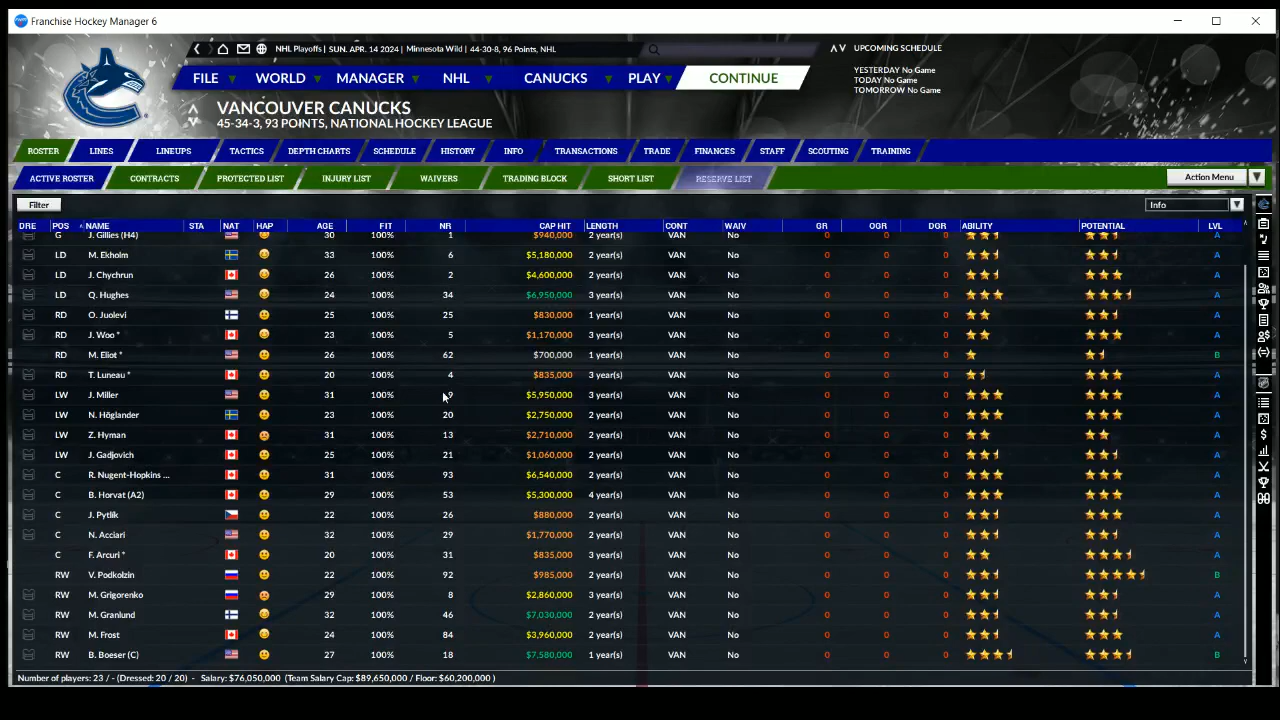 Franchise Hockey Manager 6
NHL Playoffs | SUN. APR. 14 2024 | Minnesota Wild | 44-30-8, 96 Points, NHL
UPCOMING SCHEDULE
FILE WORLD MANAGER NHL CANUCKS PLAY CONTINUE
YESTERDAY No Game
TODAY No Game
TOMORROW No Game
VANCOUVER CANUCKS
45-34-3, 93 POINTS, NATIONAL HOCKEY LEAGUE
ROSTER LINES LINEUPS TACTICS DEPTH CHARTS SCHEDULE HISTORY INFO TRANSACTIONS TRADE FINANCES STAFF SCOUTING TRAINING
ACTIVE ROSTER CONTRACTS PROTECTED LIST INJURY LIST WAIVERS TRADING BLOCK SHORT LIST RESERVE LIST Action Menu
Filter Info
DRE POS NAME STA NAT HAP AGE FIT NR CAP HIT LENGTH CONT WAIV GR OGR DGR ABILITY POTENTIAL LVL
G J. Gillies (H4) 30 100% 1 $940,000 2 year(s) VAN No 0 0 0 A
LD M. Ekholm 33 100% 6 $5,180,000 2 year(s) VAN No 0 0 0 A
LD J. Chychrun 26 100% 2 $4,600,000 2 year(s) VAN No 0 0 0 A
LD Q. Hughes 24 100% 34 $6,950,000 3 year(s) VAN No 0 0 0 A
RD O. Juolevi 25 100% 25 $830,000 2 year(s) VAN No 0 0 0 A
RD J. Woo * 23 100% 5 $1,170,000 2 year(s) VAN No 0 0 0 A
RD M. Eliot * 26 100% 62 $700,000 1 year(s) VAN No 0 0 0 B
RD T. Luneau * 20 100% 4 $835,000 3 year(s) VAN No 0 0 0 A
LW J. Miller 31 100% 9 $5,950,000 3 year(s) VAN No 0 0 0 A
LW N. Höglander 23 100% 20 $2,750,000 2 year(s) VAN No 0 0 0 A
LW Z. Hyman 31 100% 13 $2,710,000 2 year(s) VAN No 0 0 0 A
LW J. Gadjovich 25 100% 21 $1,060,000 2 year(s) VAN No 0 0 0 A
C R. Nugent-Hopkins ... 31 100% 93 $6,540,000 2 year(s) VAN No 0 0 0 A
C B. Horvat (A2) 29 100% 53 $5,300,000 4 year(s) VAN No 0 0 0 A
C J. Pytlík 22 100% 26 $880,000 2 year(s) VAN No 0 0 0 A
C N. Acciari 32 100% 29 $1,770,000 2 year(s) VAN No 0 0 0 A
C F. Arcuri * 20 100% 31 $835,000 3 year(s) VAN No 0 0 0 A
RW V. Podkolzin 22 100% 92 $985,000 2 year(s) VAN No 0 0 0 B
RW M. Grigorenko 29 100% 8 $2,860,000 3 year(s) VAN No 0 0 0 A
RW M. Granlund 32 100% 46 $7,030,000 2 year(s) VAN No 0 0 0 A
RW M. Frost 24 100% 84 $3,960,000 2 year(s) VAN No 0 0 0 A
RW B. Boeser (C) 27 100% 18 $7,580,000 1 year(s) VAN No 0 0 0 B
Number of players: 23 / - (Dressed: 20 / 20) - Salary: $76,050,000 (Team Salary Cap: $89,650,000 / Floor: $60,200,000 )